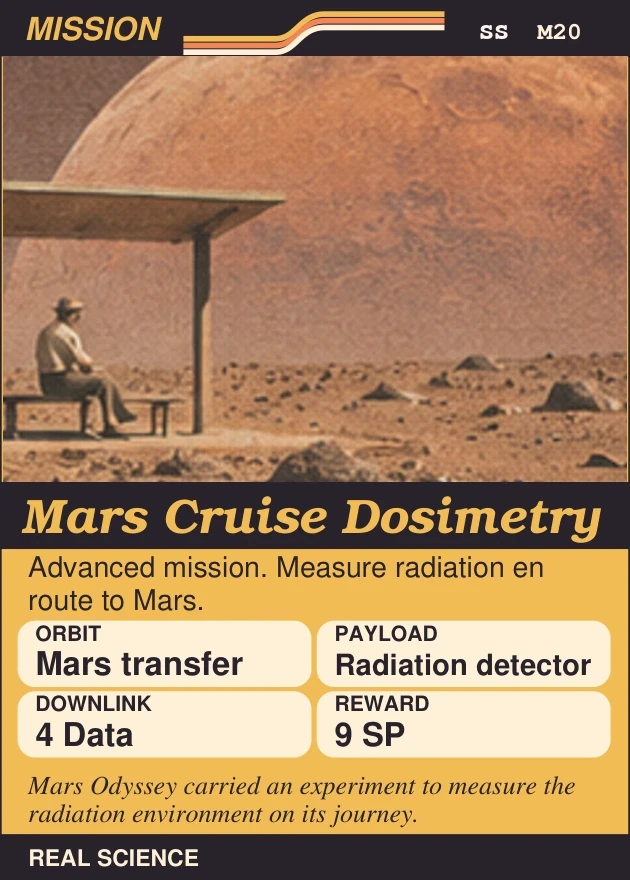 MISSION
SS M20
Mars Cruise Dosimetry
Advanced mission. Measure radiation en
route to Mars.
ORBIT
Mars transfer
PAYLOAD
Radiation detector
DOWNLINK
4 Data
REWARD
9 SP
Mars Odyssey carried an experiment to measure the
radiation environment on its journey.
REAL SCIENCE